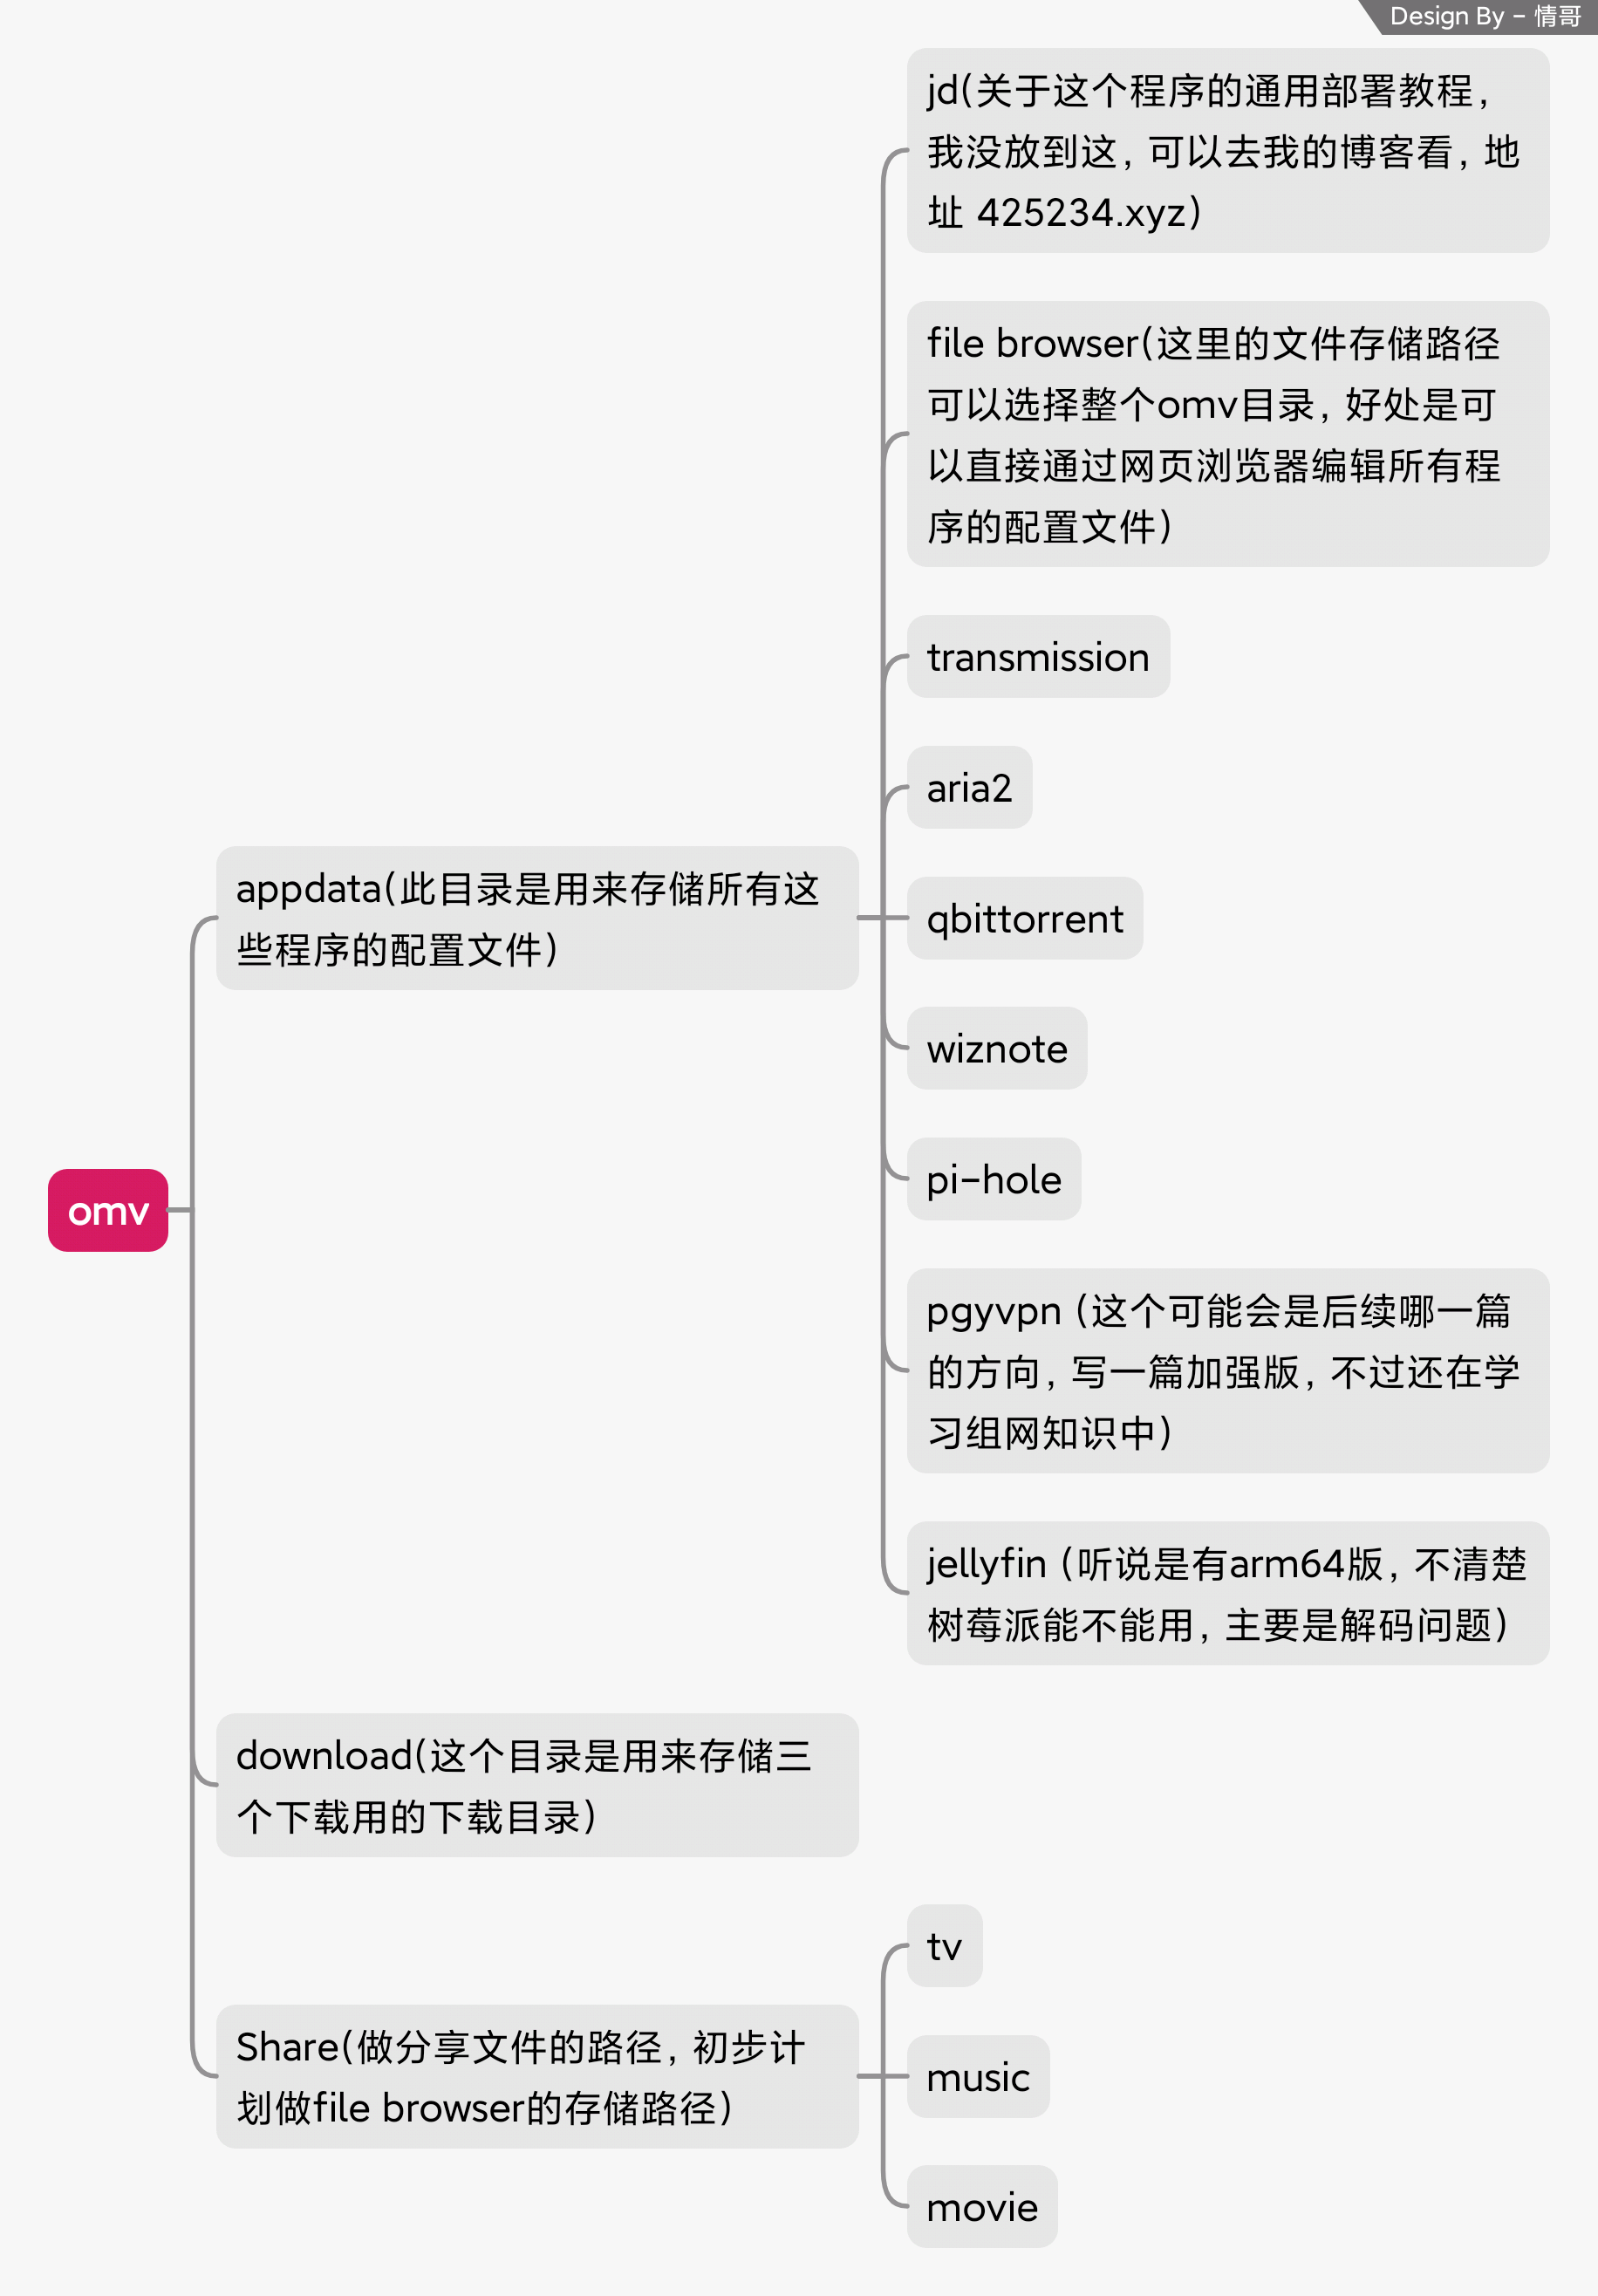 Design By - 情哥
jd(关于这个程序的通用部署教程，
我没放到这，可以去我的博客看，地
址 425234.xyz)
file browser(这里的文件存储路径
可以选择整个omv目录，好处是可
以直接通过网页浏览器编辑所有程
序的配置文件)
transmission
aria2
qbittorrent
wiznote
pi-hole
pgyvpn (这个可能会是后续哪一篇
的方向，写一篇加强版，不过还在学
习组网知识中)
jellyfin (听说是有arm64版，不清楚
树莓派能不能用，主要是解码问题)
appdata(此目录是用来存储所有这
些程序的配置文件)
omv
download(这个目录是用来存储三
个下载用的下载目录)
Share(做分享文件的路径，初步计
划做file browser的存储路径)
tv
music
movie